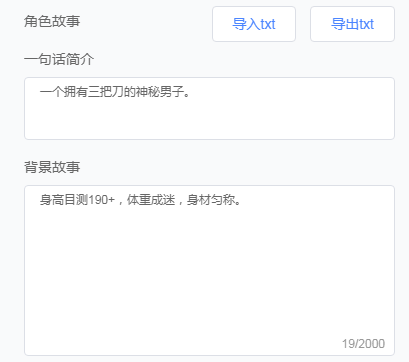 角色故事 导入txt 导出txt
一句话简介
一个拥有三把刀的神秘男子。
背景故事
身高目测190+，体重成迷，身材匀称。
19/2000